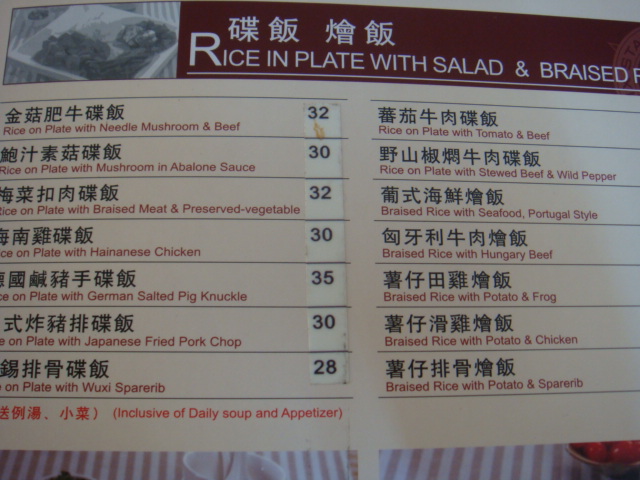 碟飯 燴飯
RICE IN PLATE WITH SALAD & BRAISED
金菇肥牛碟飯 32
Rice on Plate with Needle Mushroom & Beef
鮑汁素菇碟飯 30
Rice on Plate with Mushroom in Abalone Sauce
梅菜扣肉碟飯 32
Rice on Plate with Braised Meat & Preserved-vegetable
海南雞碟飯 30
on Plate with Hainanese Chicken
德國鹹豬手碟飯 35
on Plate with German Salted Pig Knuckle
式炸豬排碟飯 30
on Plate with Japanese Fried Pork Chop
錫排骨碟飯 28
on Plate with Wuxi Sparerib
送例湯、小菜） (Inclusive of Daily soup and Appetizer)
蕃茄牛肉碟飯
Rice on Plate with Tomato & Beef
野山椒燜牛肉碟飯
Rice on Plate with Stewed Beef & Wild Pepper
葡式海鮮燴飯
Braised Rice with Seafood, Portugal Style
匈牙利牛肉燴飯
Braised Rice with Hungary Beef
薯仔田雞燴飯
Braised Rice with Potato & Frog
薯仔滑雞燴飯
Braised Rice with Potato & Chicken
薯仔排骨燴飯
Braised Rice with Potato & Sparerib